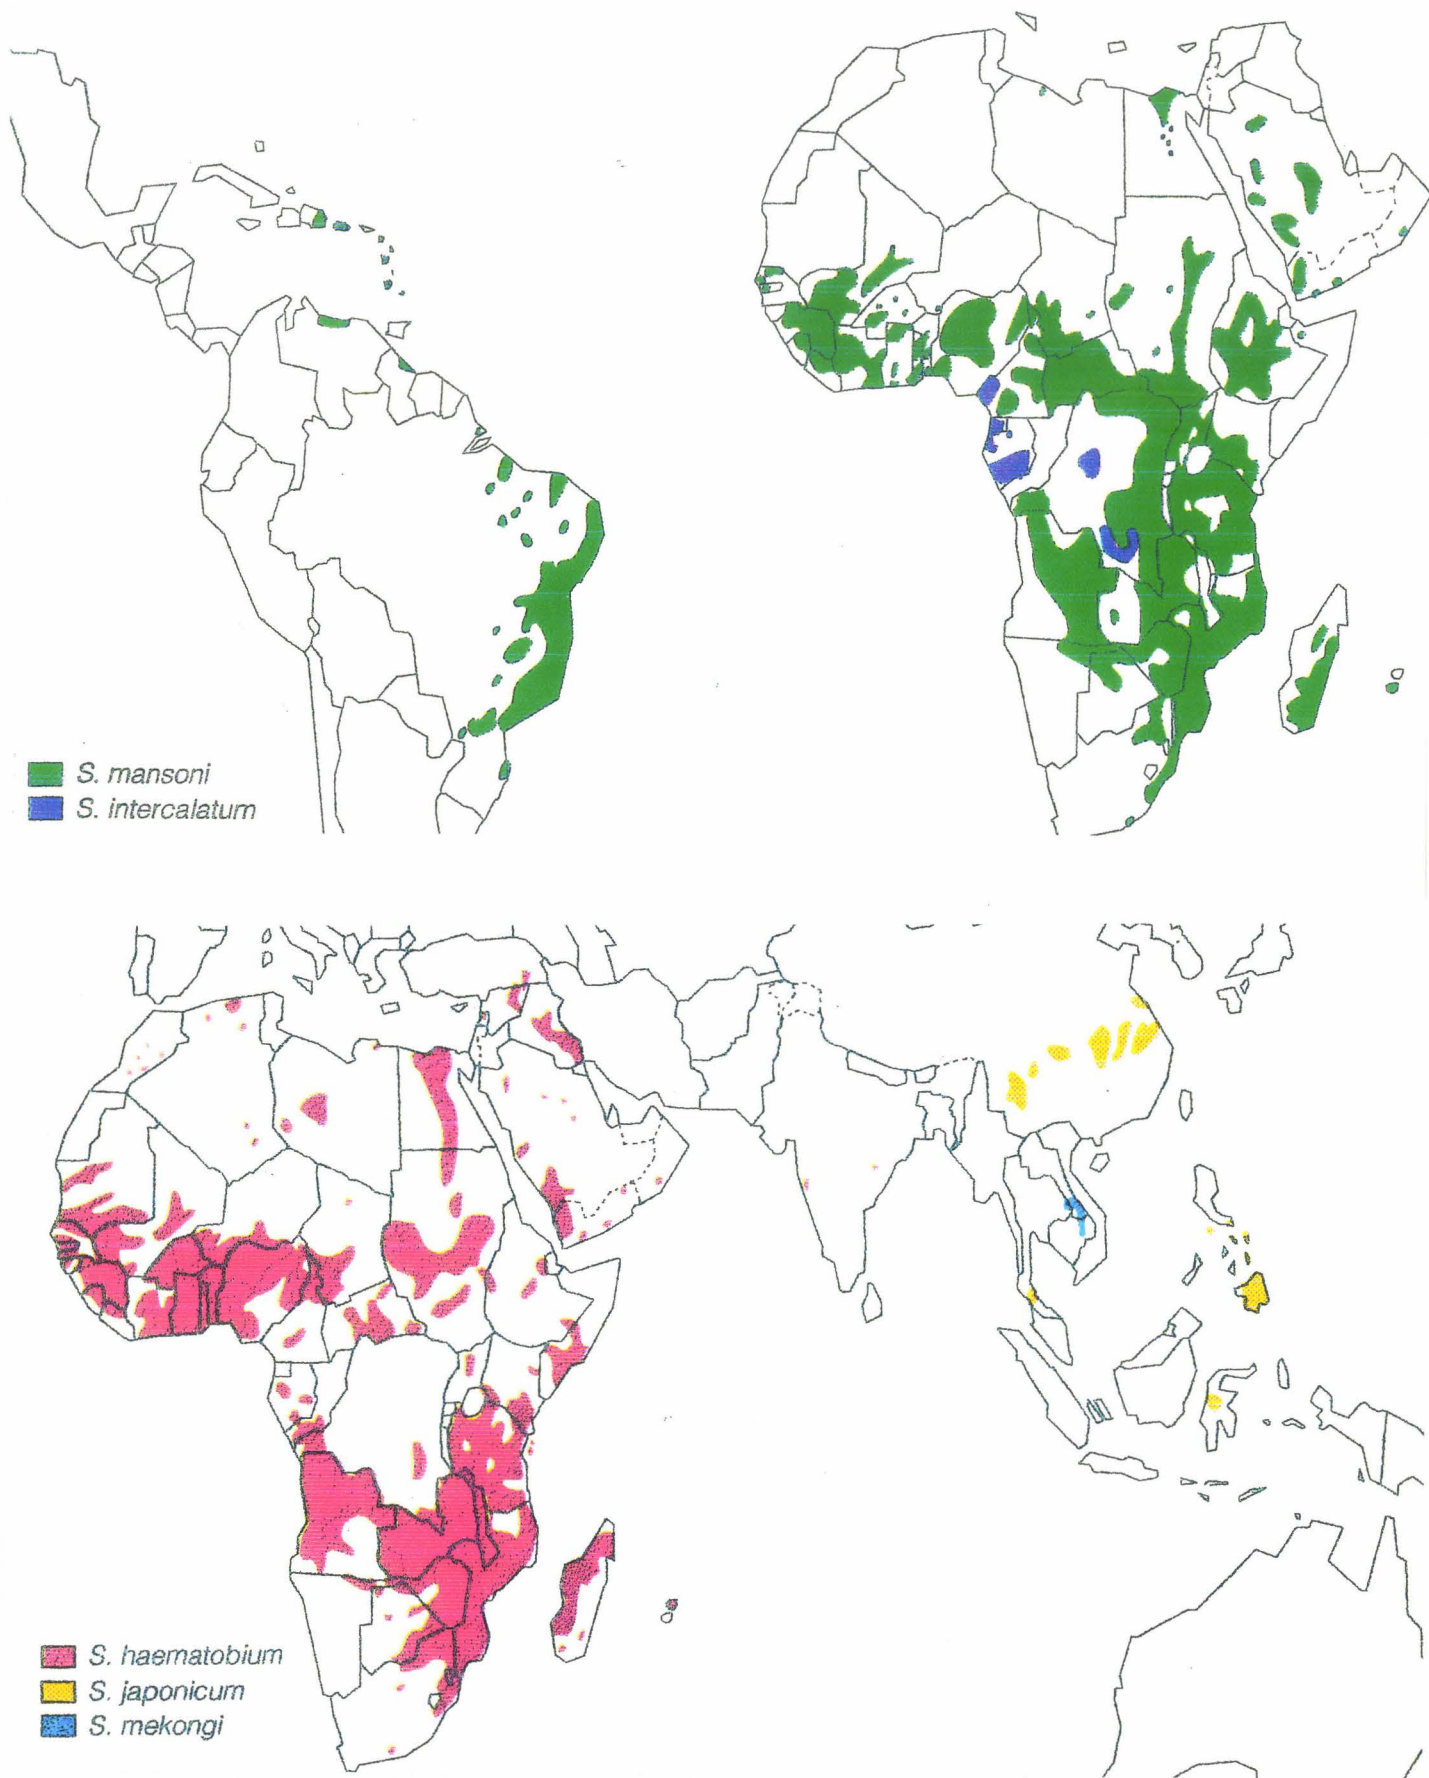 S. mansoni
S. intercalatum
S. haematobium
S. japonicum
S. mekongi